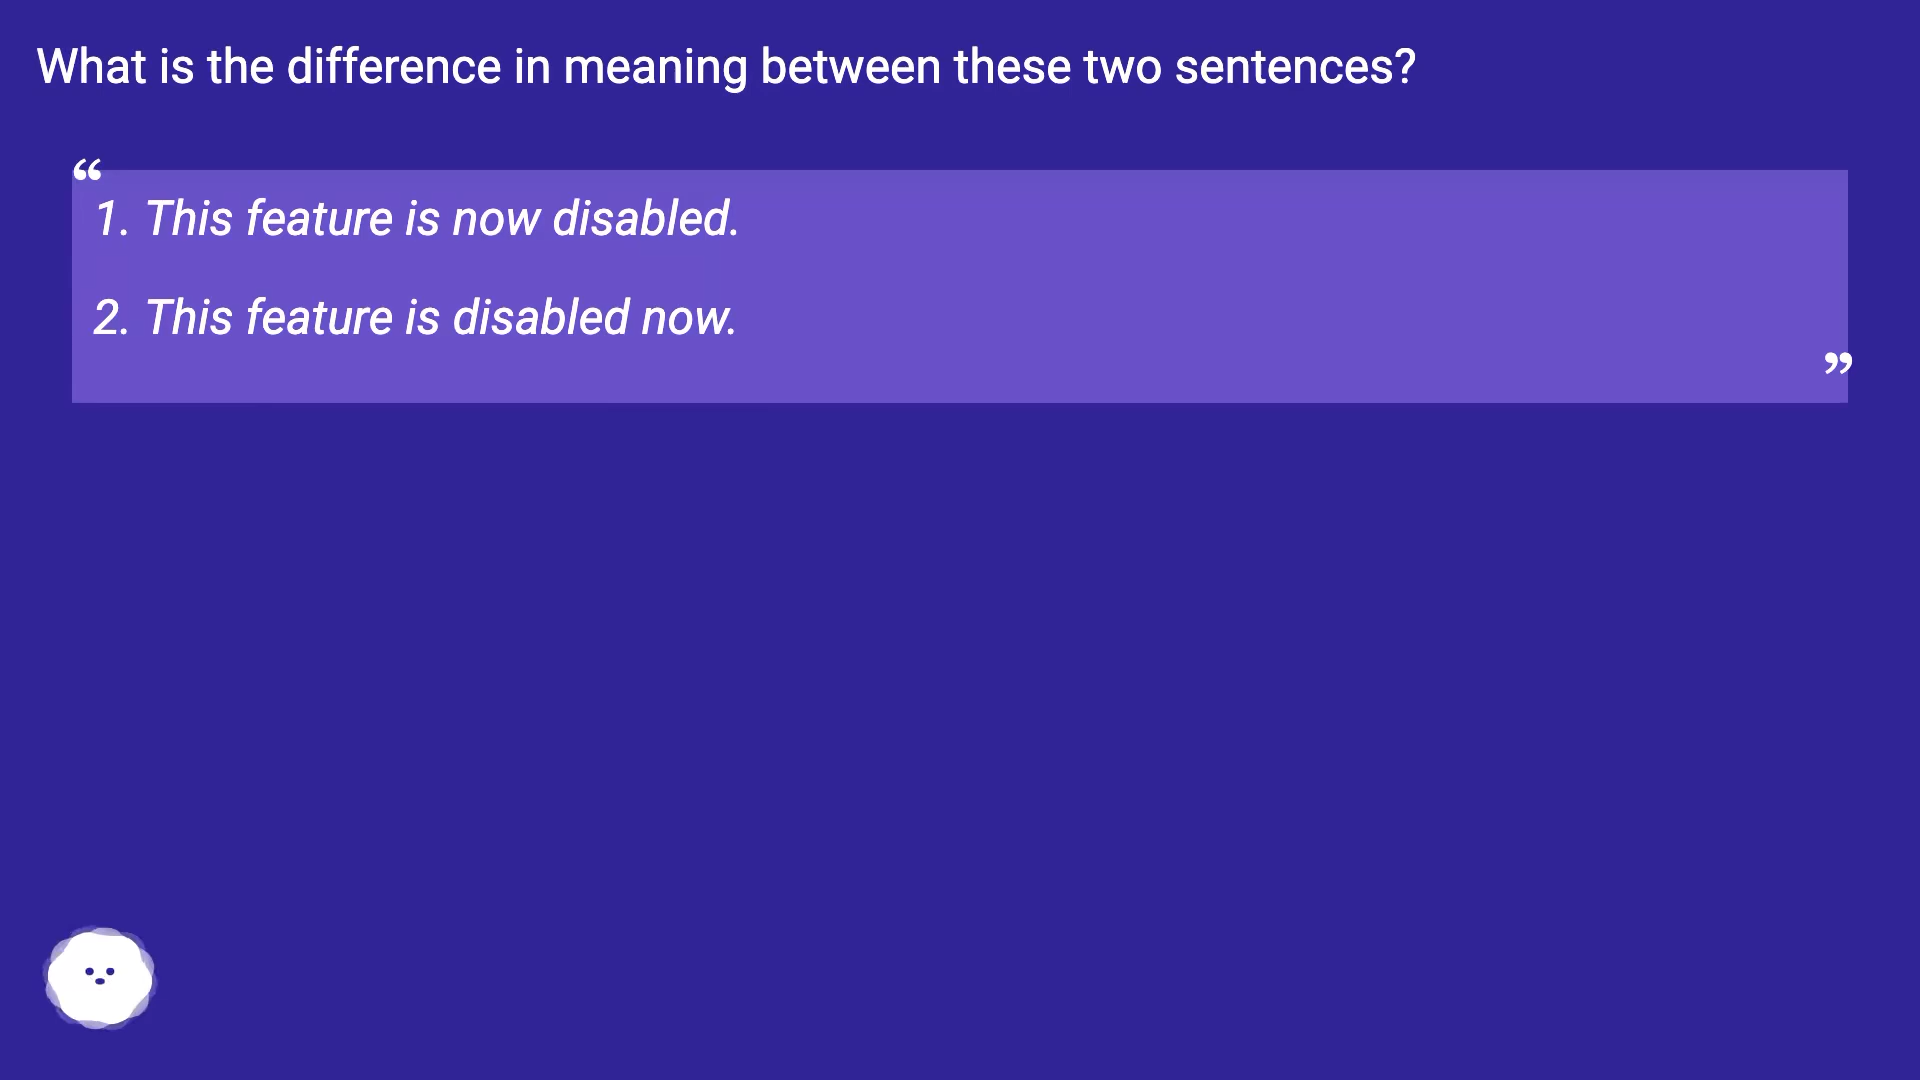 What is the difference in meaning between these two sentences?
“
1. This feature is now disabled.
2. This feature is disabled now.
”